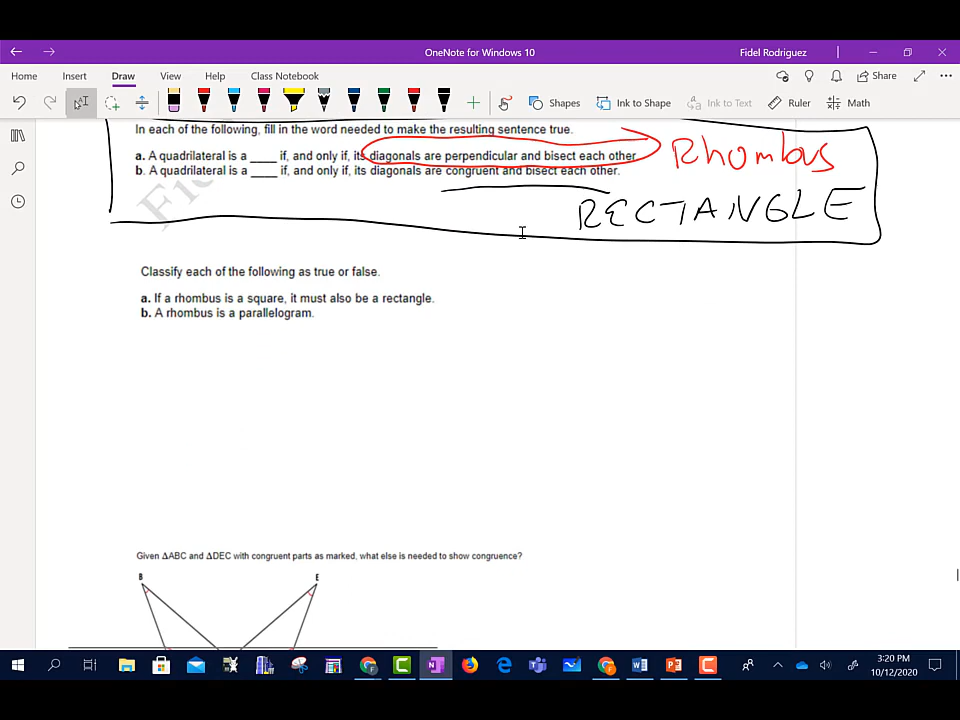 OneNote for Windows 10
Fidel Rodriguez
Home Insert Draw View Help Class Notebook
Share
Shapes Ink to Shape Ink to Text Ruler Math
In each of the following, fill in the word needed to make the resulting sentence true.
a. A quadrilateral is a ____ if, and only if, its diagonals are perpendicular and bisect each other.
Rhombus
b. A quadrilateral is a ____ if, and only if, its diagonals are congruent and bisect each other.
RECTANGLE
Classify each of the following as true or false.
a. If a rhombus is a square, it must also be a rectangle.
b. A rhombus is a parallelogram.
Given ΔABC and ΔDEC with congruent parts as marked, what else is needed to show congruence?
B E
3:20 PM
10/12/2020